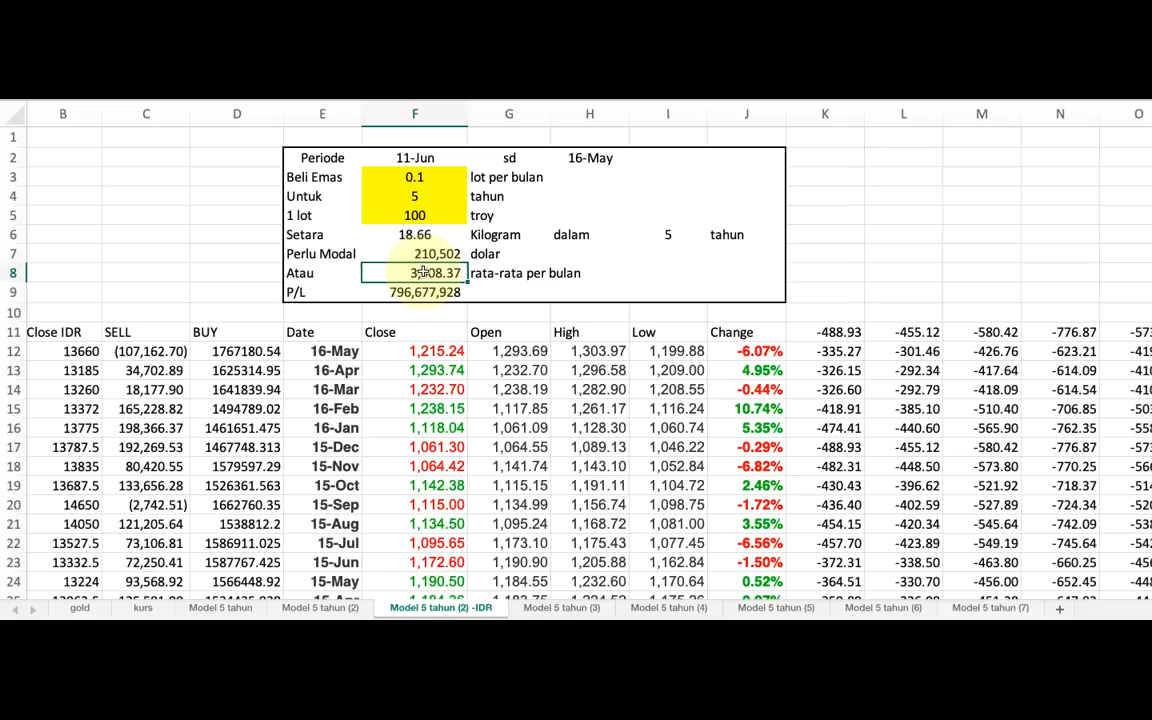 B C D E F G H I J K L M N O
1
2 Periode 11-Jun sd 16-May
3 Beli Emas 0.1 lot per bulan
4 Untuk 5 tahun
5 1 lot 100 troy
6 Setara 18.66 Kilogram dalam 5 tahun
7 Perlu Modal 210,502 dolar
8 Atau rata-rata per bulan
9 P/L 796,677,928
10
11 Close IDR SELL BUY Date Close Open High Low Change -488.93 -455.12 -580.42 -776.87
12 13660 (107,162.70) 1767180.54 16-May 1,215.24 1,293.69 1,303.97 1,199.88 -6.07% -335.27 -301.46 -426.76 -623.21
13 13185 34,702.89 1625314.95 16-Apr 1,293.74 1,232.70 1,296.58 1,209.00 4.95% -326.15 -292.34 -417.64 -614.09
14 13260 18,177.90 1641839.94 16-Mar 1,232.70 1,238.19 1,282.90 1,208.55 -0.44% -326.60 -292.79 -418.09 -614.54
15 13372 165,228.82 1494789.02 16-Feb 1,238.15 1,117.85 1,261.17 1,116.24 10.74% -418.91 -385.10 -510.40 -706.85
16 13775 198,366.37 1461651.475 16-Jan 1,118.04 1,061.09 1,128.30 1,060.74 5.35% -474.41 -440.60 -565.90 -762.35
17 13787.5 192,269.53 1467748.313 15-Dec 1,061.30 1,064.55 1,089.13 1,046.22 -0.29% -488.93 -455.12 -580.42 -776.87
18 13835 80,420.55 1579597.29 15-Nov 1,064.42 1,141.74 1,143.10 1,052.84 -6.82% -482.31 -448.50 -573.80 -770.25
19 13687.5 133,656.28 1526361.563 15-Oct 1,142.38 1,115.15 1,191.11 1,104.72 2.46% -430.43 -396.62 -521.92 -718.37
20 14650 (2,742.51) 1662760.35 15-Sep 1,115.00 1,134.99 1,156.74 1,098.75 -1.72% -436.40 -402.59 -527.89 -724.34
21 14050 121,205.64 1538812.2 15-Aug 1,134.50 1,095.24 1,168.72 1,081.00 3.55% -454.15 -420.34 -545.64 -742.09
22 13527.5 73,106.81 1586911.025 15-Jul 1,095.65 1,173.10 1,175.43 1,077.45 -6.56% -457.70 -423.89 -549.19 -745.64
23 13332.5 72,250.41 1587767.425 15-Jun 1,172.60 1,190.90 1,205.88 1,162.84 -1.50% -372.31 -338.50 -463.80
24 13224 93,568.92 1566448.92 15-May 1,190.50 1,184.55 1,232.60 1,170.64 0.52% -364.51 -330.70 -456.00 -652.45
gold kurs Model 5 tahun Model 5 tahun (2) Model 5 tahun (2) -IDR Model 5 tahun (3) Model 5 tahun (4) Model 5 tahun (5) Model 5 tahun (6) Model 5 tahun (7) +